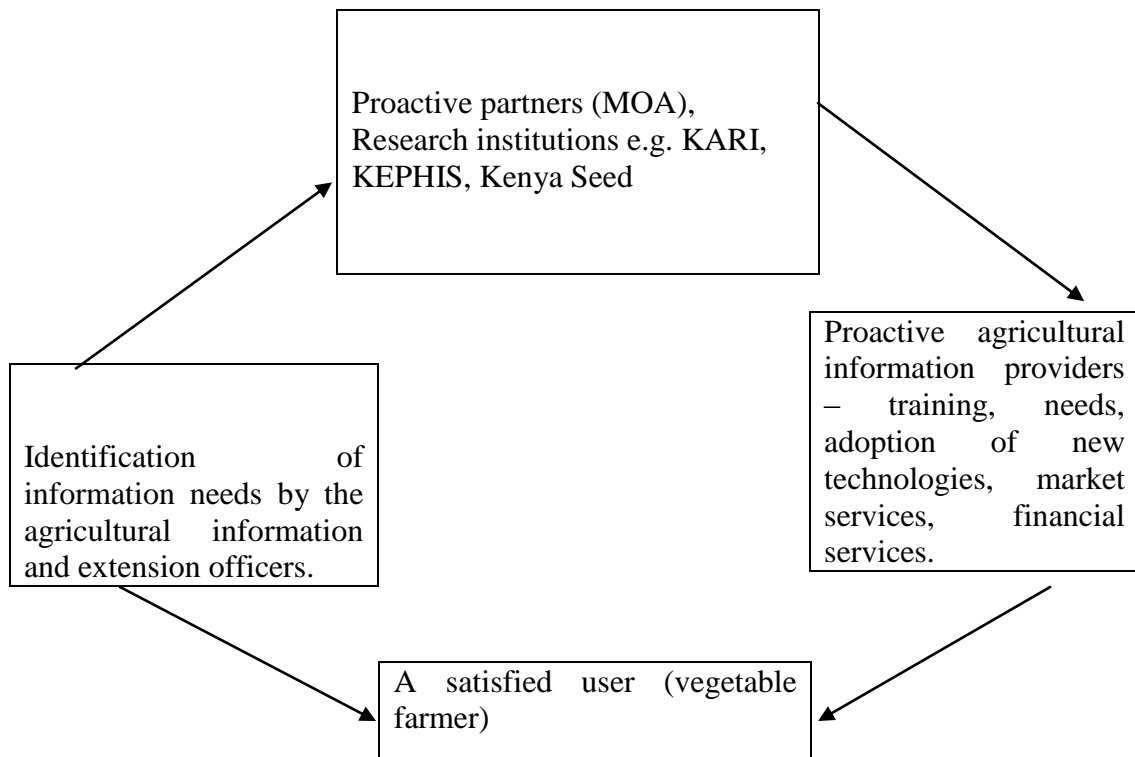 Proactive partners (MOA),
Research institutions e.g. KARI,
KEPHIS, Kenya Seed
Proactive agricultural
information providers
– training, needs,
adoption of new
technologies, market
services, financial
services.
Identification of
information needs by the
agricultural information
and extension officers.
A satisfied user (vegetable
farmer)